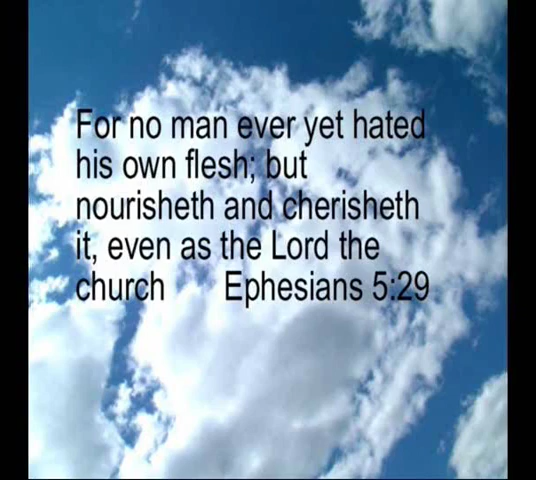 For no man ever yet hated
his own flesh; but
nourisheth and cherisheth
it, even as the Lord the
church Ephesians 5:29